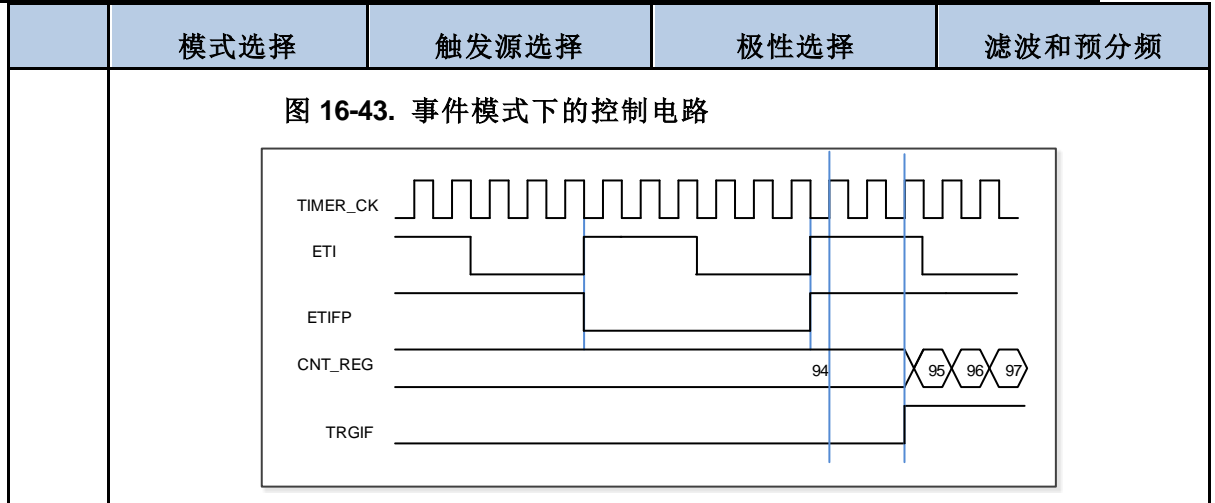 模式选择 触发源选择 极性选择 滤波和预分频
图 16-43. 事件模式下的控制电路
TIMER_CK
ETI
ETIFP
CNT_REG 94 95 96 97
TRGIF